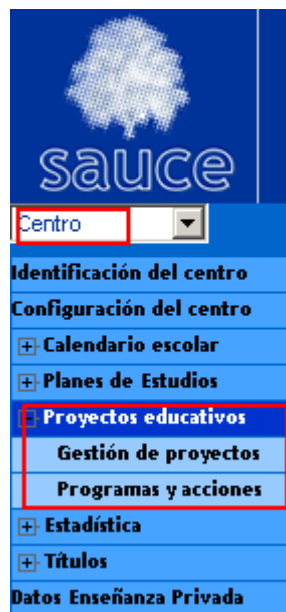 sauce
Centro
Identificación del centro
Configuración del centro
Calendario escolar
Planes de Estudios
Proyectos educativos
Gestión de proyectos
Programas y acciones
Estadística
Títulos
Datos Enseñanza Privada